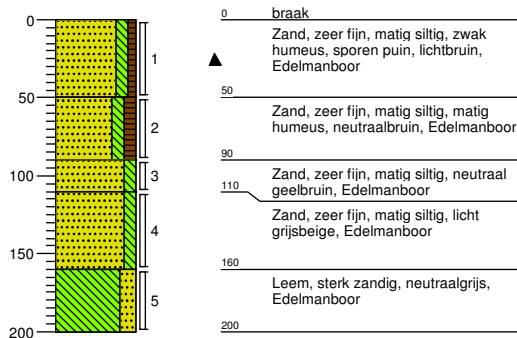 0
50
100
150
200
1
2
3
4
5
0
braak
Zand, zeer fijn, matig siltig, zwak
humeus, sporen puin, lichtbruin,
Edelmanboor
50
Zand, zeer fijn, matig siltig, matig
humeus, neutraalbruin, Edelmanboor
90
Zand, zeer fijn, matig siltig, neutraal
geelbruin, Edelmanboor
110
Zand, zeer fijn, matig siltig, licht
grijsbeige, Edelmanboor
160
Leem, sterk zandig, neutraalgrijs,
Edelmanboor
200